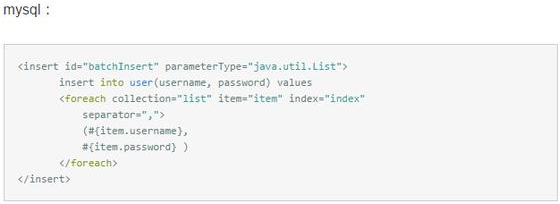 mysql：
<insert id="batchInsert" parameterType="java.util.List">
insert into user(username, password) values
<foreach collection="list" item="item" index="index"
separator=",">
(#{item.username},
#{item.password} )
</foreach>
</insert>